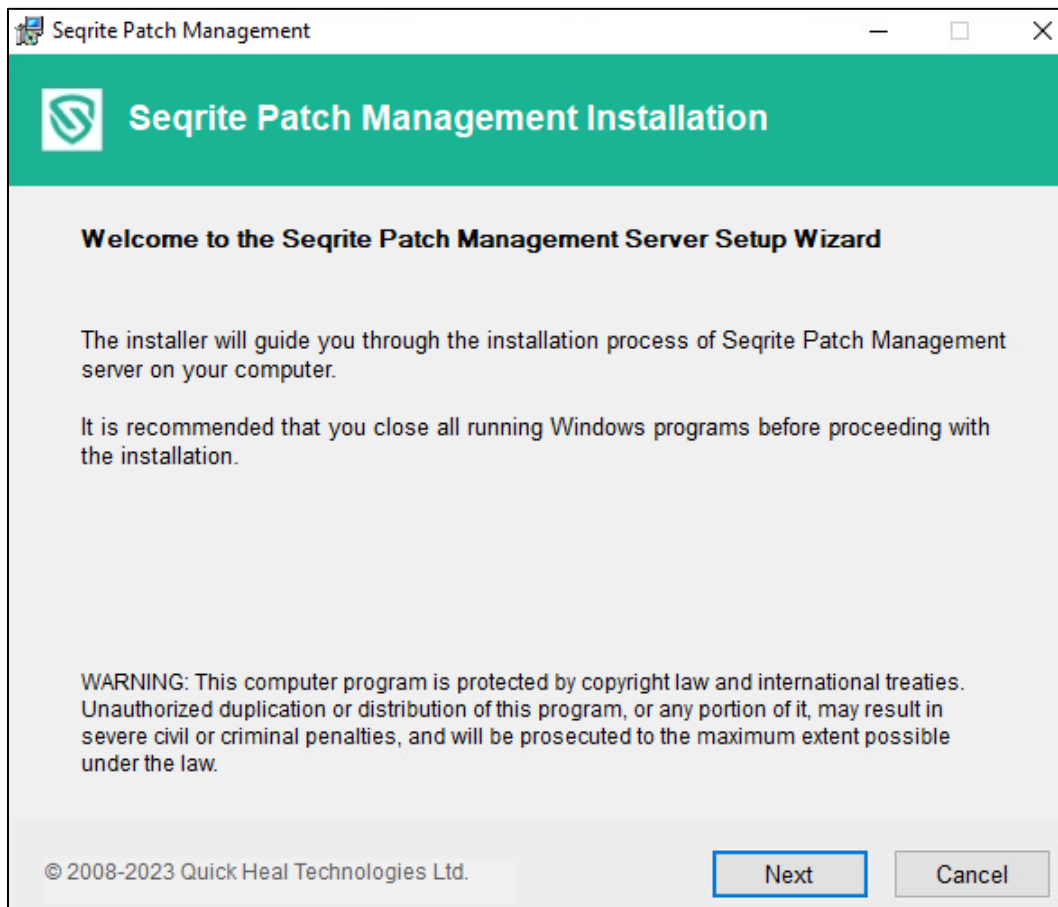 Seqrite Patch Management
Seqrite Patch Management Installation
Welcome to the Seqrite Patch Management Server Setup Wizard
The installer will guide you through the installation process of Seqrite Patch Management
server on your computer.
It is recommended that you close all running Windows programs before proceeding with
the installation.
WARNING: This computer program is protected by copyright law and international treaties.
Unauthorized duplication or distribution of this program, or any portion of it, may result in
severe civil or criminal penalties, and will be prosecuted to the maximum extent possible
under the law.
© 2008-2023 Quick Heal Technologies Ltd.
Next
Cancel